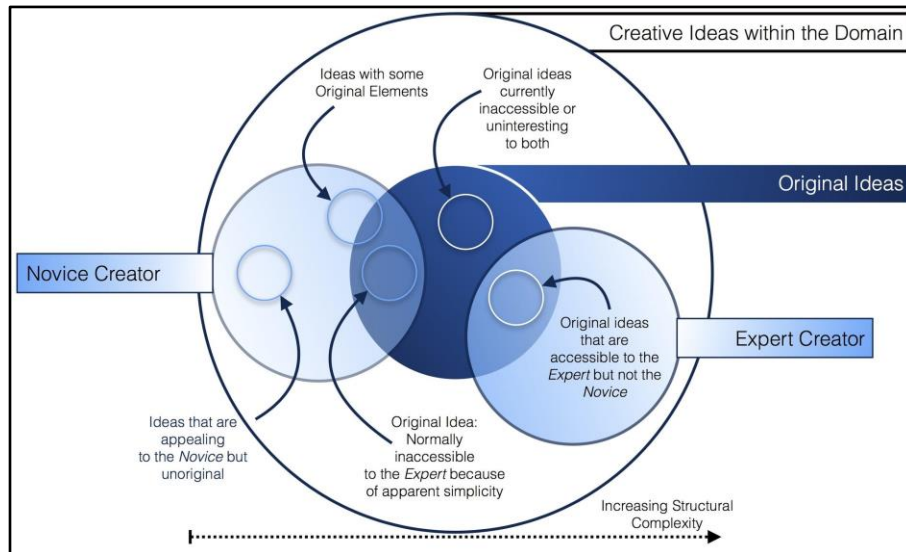 Creative Ideas within the Domain
Ideas with some
Original Elements
Original ideas
currently
inaccessible or
uninteresting
to both
Original Ideas
Novice Creator
Expert Creator
Original ideas
that are
accessible to the
Expert but not the
Novice
Ideas that are
appealing
to the Novice but
unoriginal
Original Idea:
Normally
inaccessible
to the Expert because
of apparent simplicity
Increasing Structural
Complexity